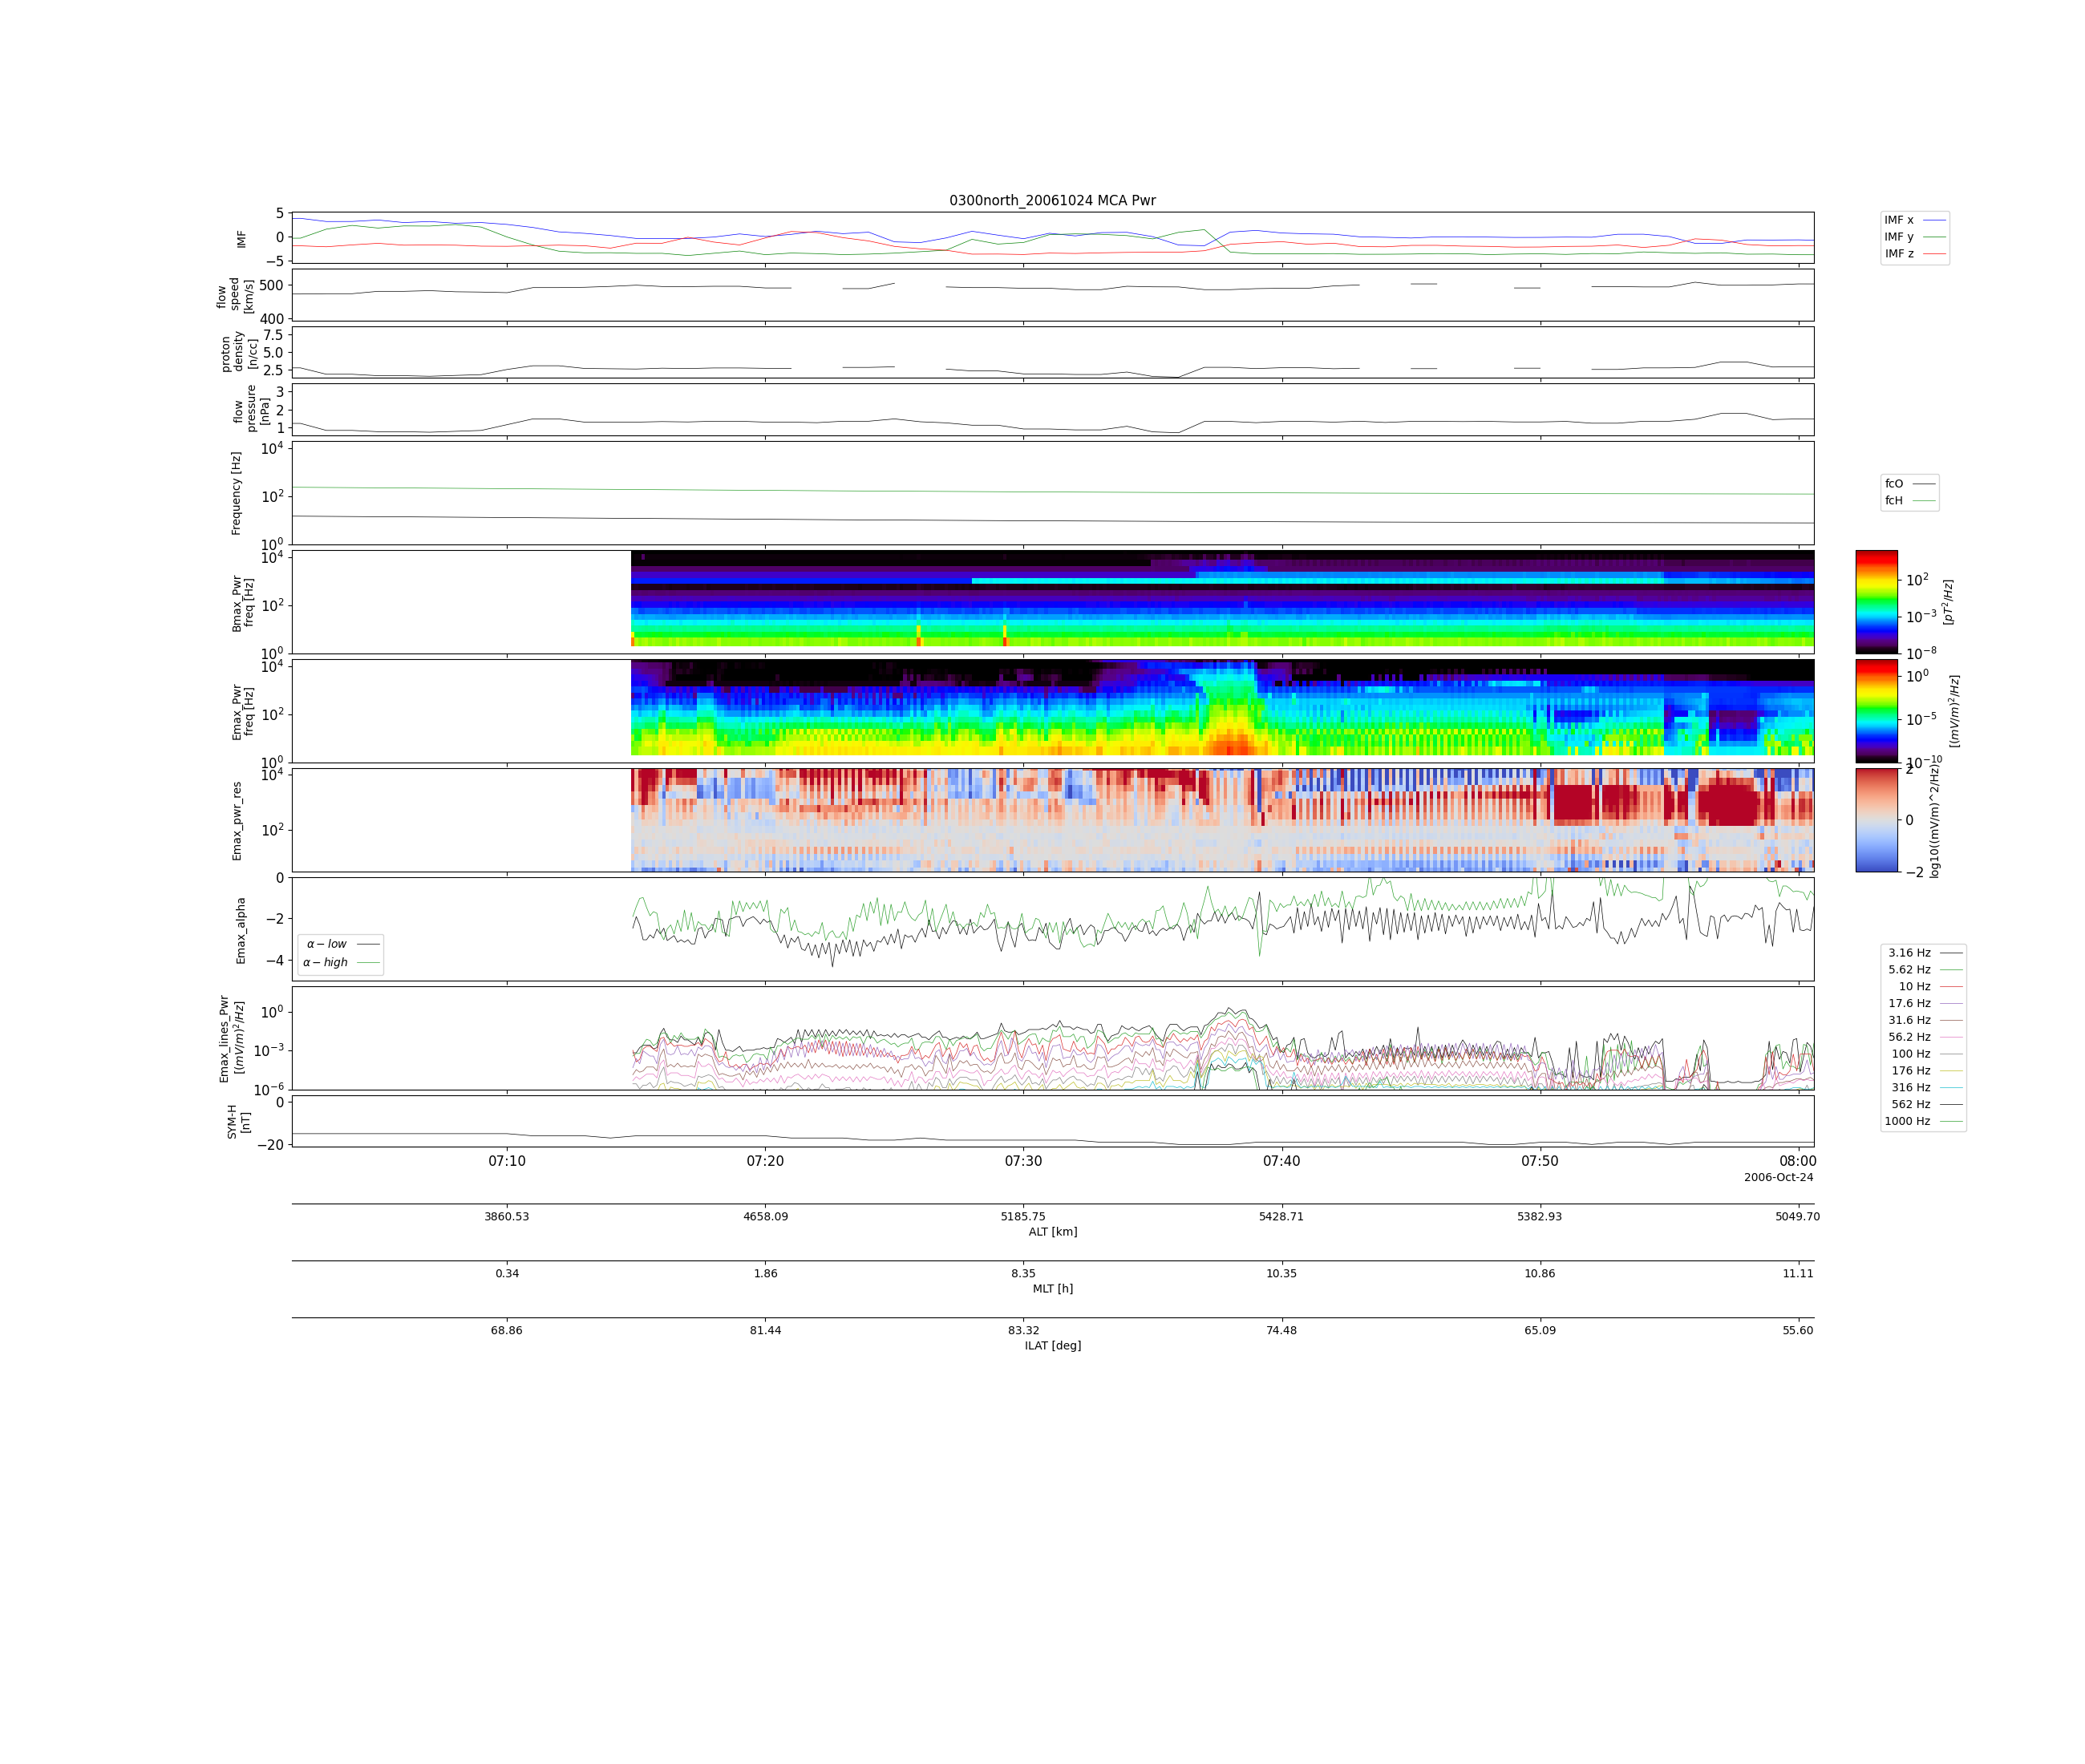 0300north_20061024 MCA Pwr
5
0
−5
IMF
IMF x
IMF y
IMF z
500
400
flow
speed
[km/s]
7.5
5.0
2.5
proton
density
[n/cc]
3
2
1
flow
pressure
[nPa]
10^4
10^2
10^0
Frequency [Hz]
fcO
fcH
10^4
10^2
10^0
Bmax_Pwr
freq [Hz]
10^2
10^−3
10^−8
[pT^2/Hz]
10^4
10^2
10^0
Emax_Pwr
freq [Hz]
10^0
10^−5
10^−10
[(mV/m)^2/Hz]
10^4
10^2
Emax_pwr_res
2
0
−2
log10((mV/m)^2/Hz)
0
−2
−4
Emax_alpha
α − low
α − high
10^0
10^−3
10^−6
Emax_lines_Pwr
[(mV/m)^2/Hz]
3.16 Hz
5.62 Hz
10 Hz
17.6 Hz
31.6 Hz
56.2 Hz
100 Hz
176 Hz
316 Hz
562 Hz
1000 Hz
0
−20
SYM-H
[nT]
07:10 07:20 07:30 07:40 07:50 08:00
2006-Oct-24
3860.53 4658.09 5185.75 5428.71 5382.93 5049.70
ALT [km]
0.34 1.86 8.35 10.35 10.86 11.11
MLT [h]
68.86 81.44 83.32 74.48 65.09 55.60
ILAT [deg]